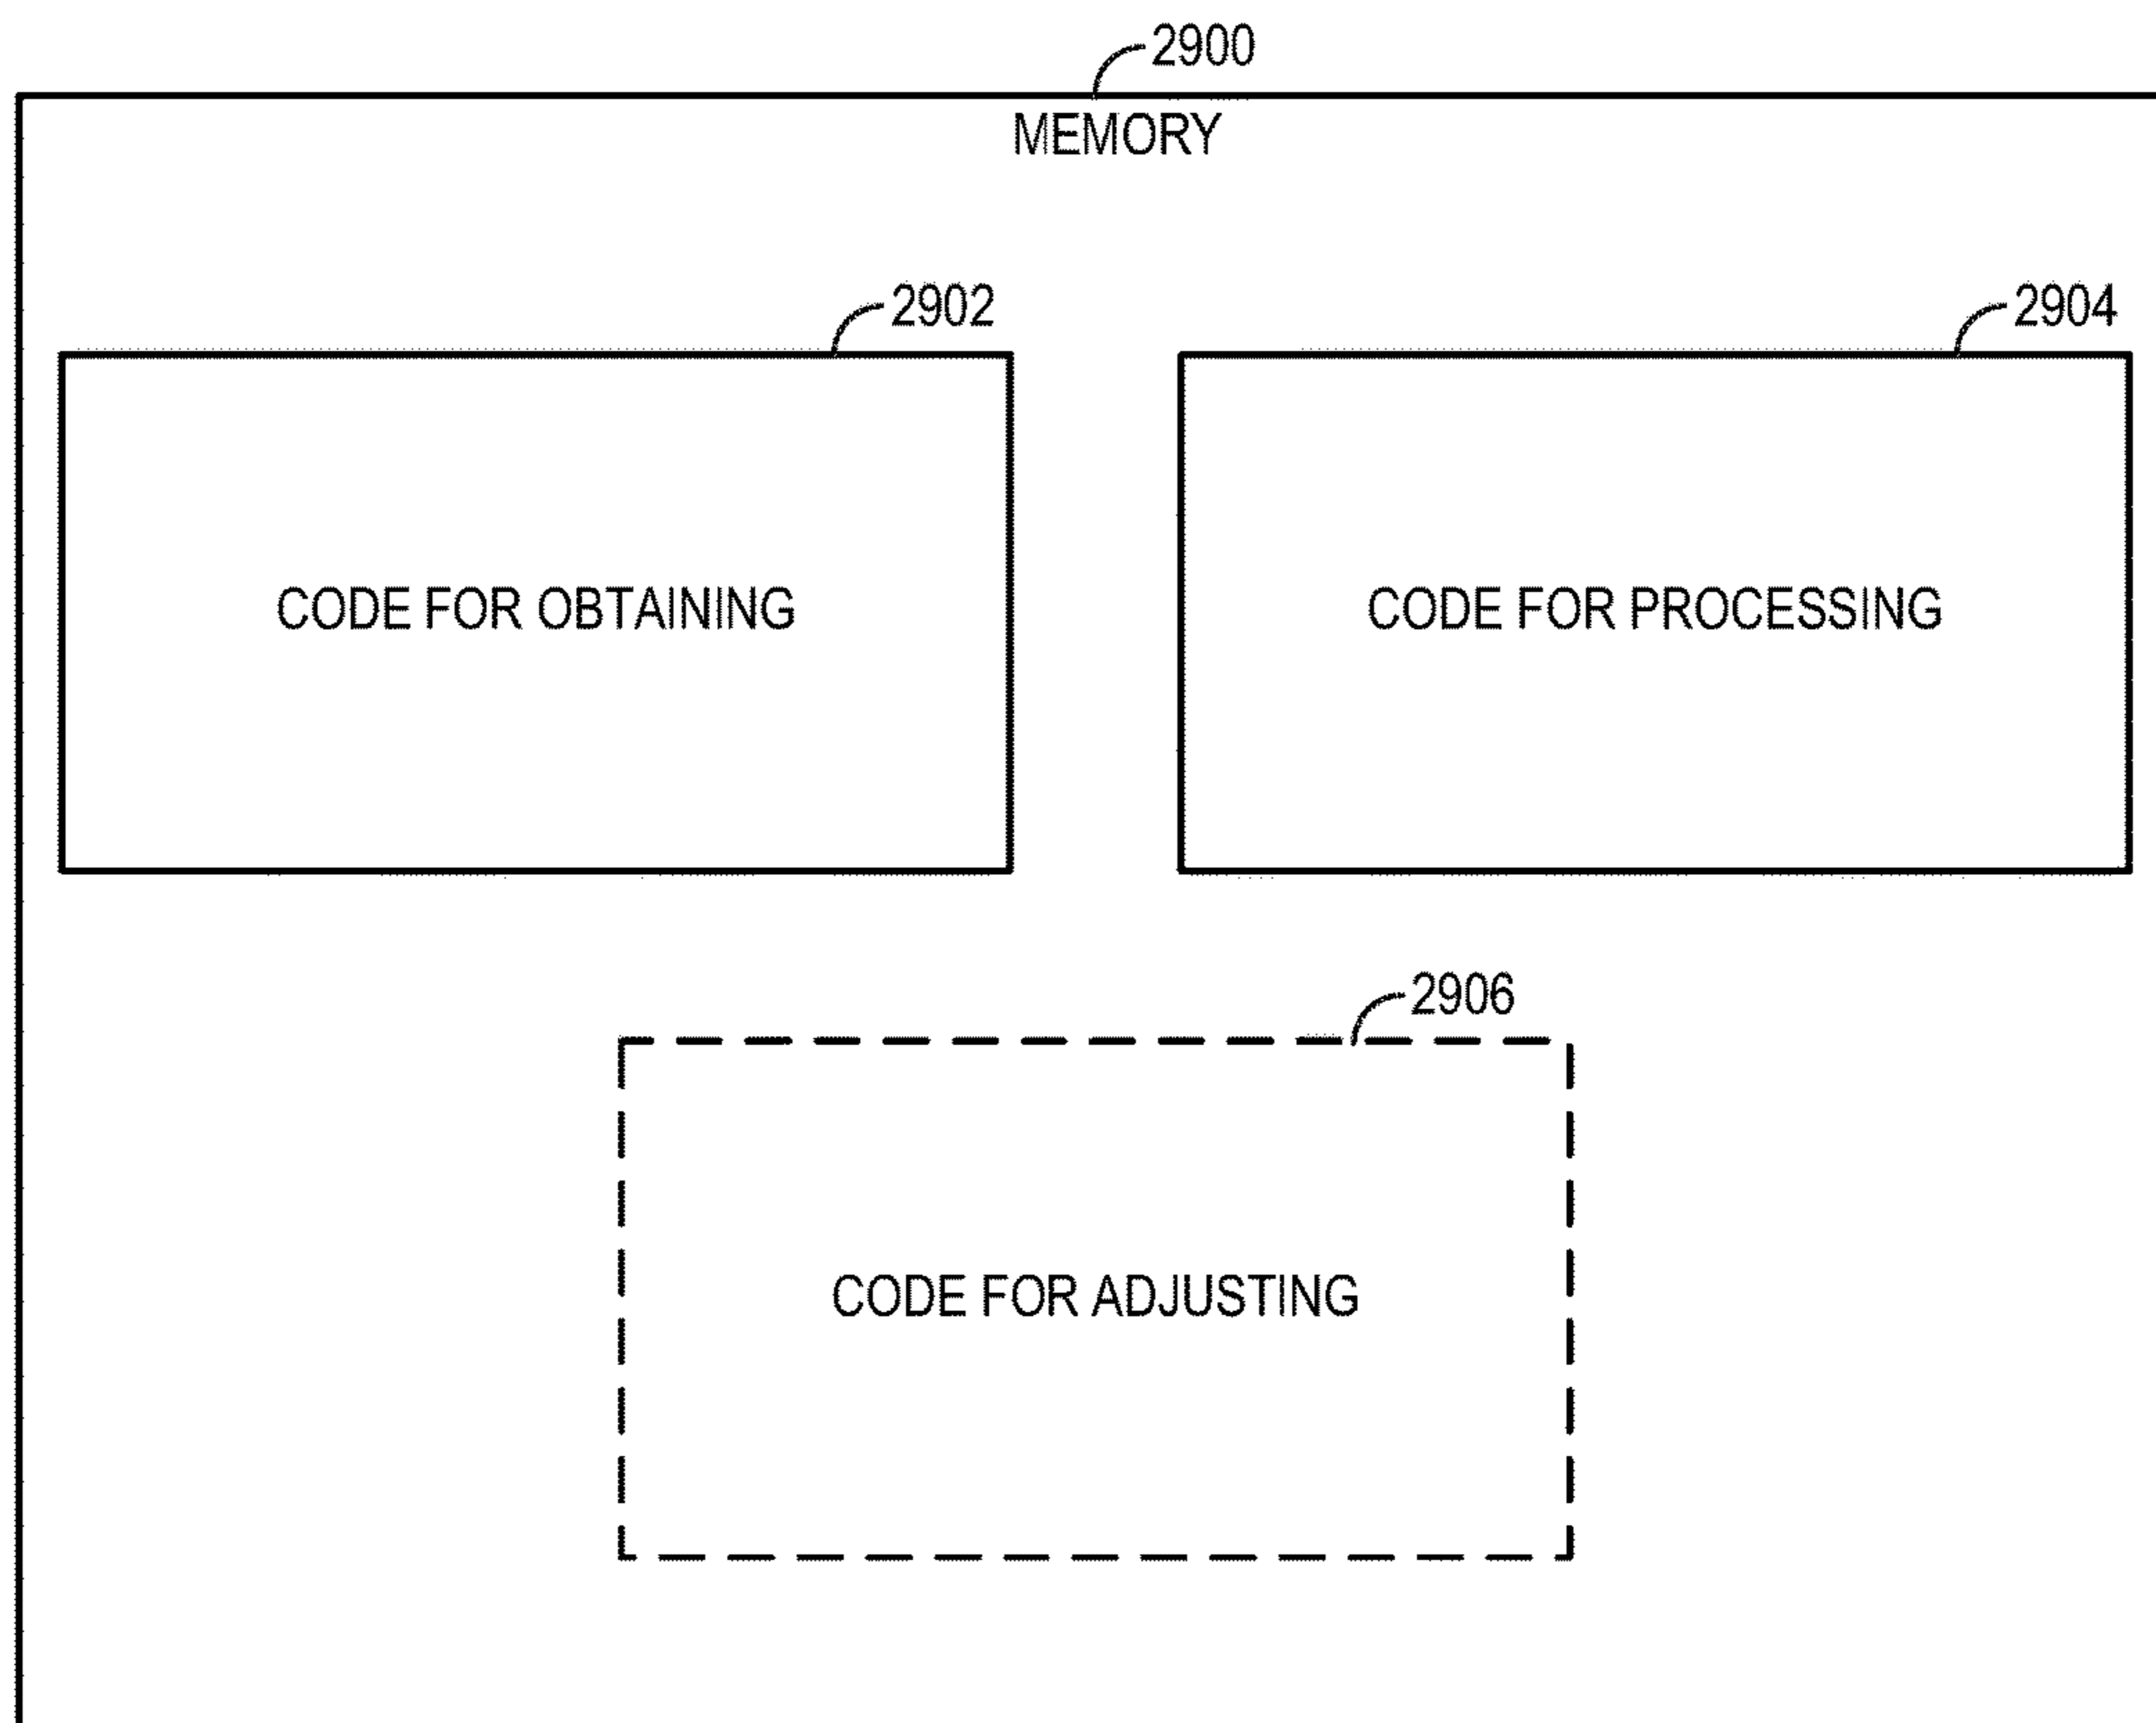 2900
MEMORY
2902
2904
CODE FOR OBTAINING
CODE FOR PROCESSING
2906
CODE FOR ADJUSTING